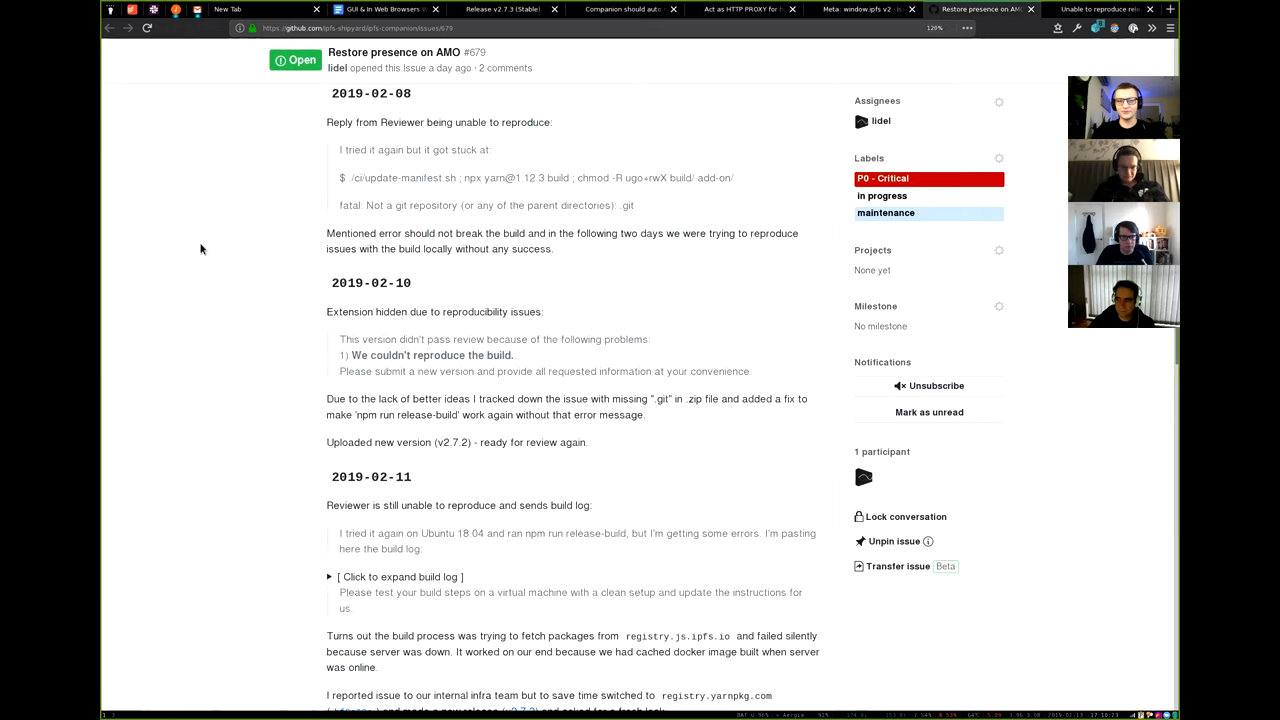 New Tab
GUI & In Web Browsers
Release v2.7.3 (Stable)
Companion should auto
Act as HTTP PROXY for
Meta: window.ipfs v2
Restore presence on AMO
Unable to reproduce rel
https://github.com/ipfs-shipyard/ipfs-companion/issues/679
120%
Open
Restore presence on AMO #679
lidel opened this Issue a day ago · 2 comments
2019-02-08
Reply from Reviewer being unable to reproduce:
I tried it again but it got stuck at:
$ ./ci/update-manifest.sh ; npx yarn@1.12.3 build ; chmod -R ugo+rwX build/ add-on/
fatal: Not a git repository (or any of the parent directories): .git
Mentioned error should not break the build and in the following two days we were trying to reproduce
issues with the build locally without any success.
2019-02-10
Extension hidden due to reproducibility issues:
This version didn't pass review because of the following problems:
1) We couldn't reproduce the build.
Please submit a new version and provide all requested information at your convenience.
Due to the lack of better ideas I tracked down the issue with missing ".git" in .zip file and added a fix to
make 'npm run release-build' work again without that error message.
Uploaded new version (v2.7.2) - ready for review again.
2019-02-11
Reviewer is still unable to reproduce and sends build log:
I tried it again on Ubuntu 18.04 and ran npm run release-build, but I'm getting some errors. I'm pasting
here the build log:
[ Click to expand build log ]
Please test your build steps on a virtual machine with a clean setup and update the instructions for
us.
Turns out the build process was trying to fetch packages from registry.js.ipfs.io and failed silently
because server was down. It worked on our end because we had cached docker image built when server
was online.
I reported issue to our internal infra team but to save time switched to registry.yarnpkg.com
Assignees
lidel
Labels
P0 - Critical
in progress
maintenance
Projects
None yet
Milestone
No milestone
Notifications
Unsubscribe
Mark as unread
1 participant
Lock conversation
Unpin issue
Transfer issue Beta